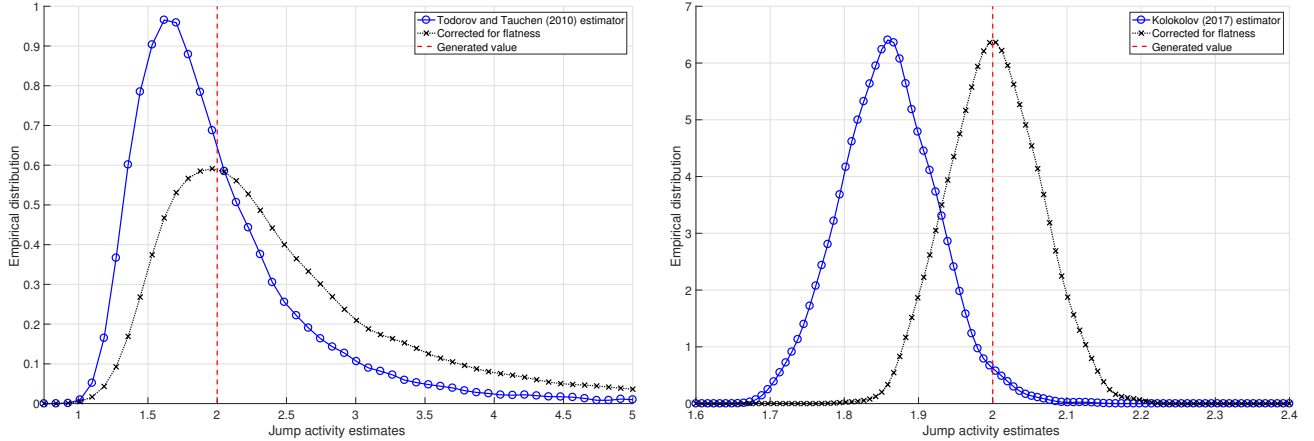 Todorov and Tauchen (2010) estimator
Corrected for flatness
Generated value
Empirical distribution
1
0.9
0.8
0.7
0.6
0.5
0.4
0.3
0.2
0.1
0
1 1.5 2 2.5 3 3.5 4 4.5 5
Jump activity estimates
Kolokolov (2017) estimator
Corrected for flatness
Generated value
Empirical distribution
7
6
5
4
3
2
1
0
1.6 1.7 1.8 1.9 2 2.1 2.2 2.3 2.4
Jump activity estimates